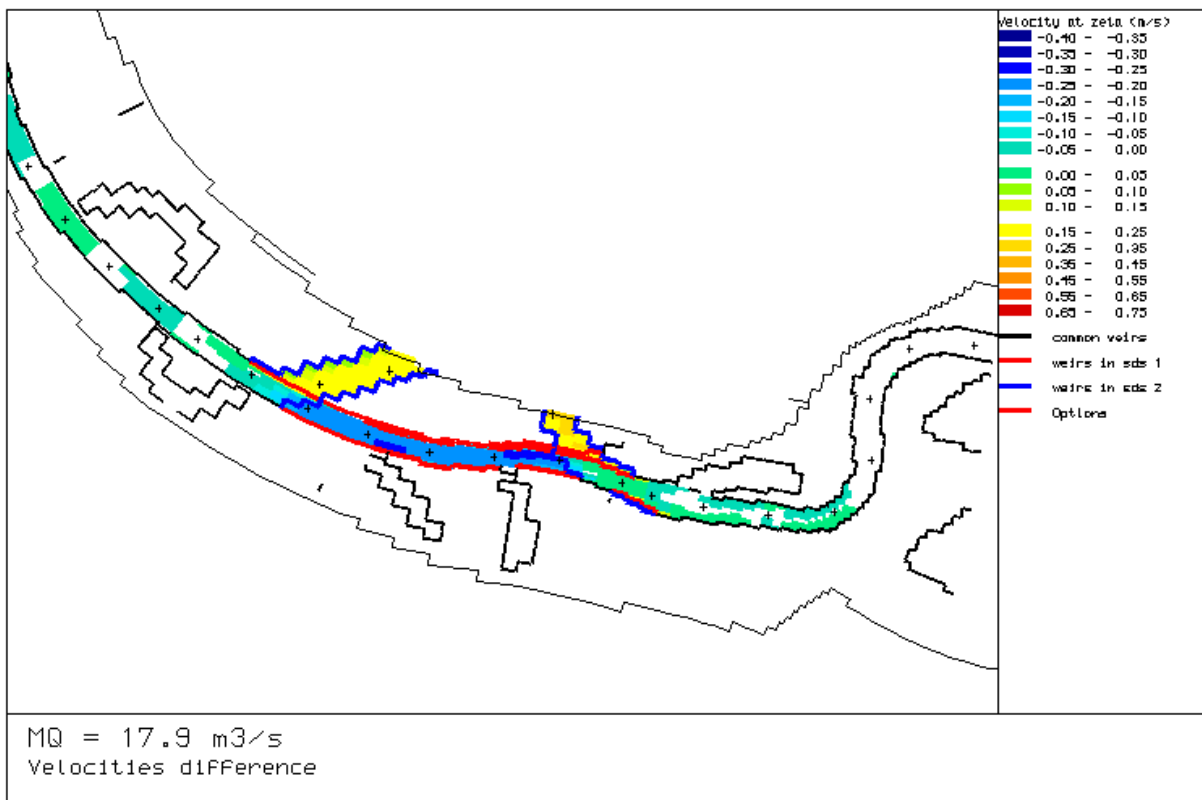 Velocity at zeta (m/s)
-0.40 - -0.35
-0.35 - -0.30
-0.30 - -0.25
-0.25 - -0.20
-0.20 - -0.15
-0.15 - -0.10
-0.10 - -0.05
-0.05 - 0.00
0.00 - 0.05
0.05 - 0.10
0.10 - 0.15
0.15 - 0.25
0.25 - 0.35
0.35 - 0.45
0.45 - 0.55
0.55 - 0.65
0.65 - 0.75
common weirs
weirs in sds 1
weirs in sds 2
Options
MQ = 17.9 m3/s
Velocities difference